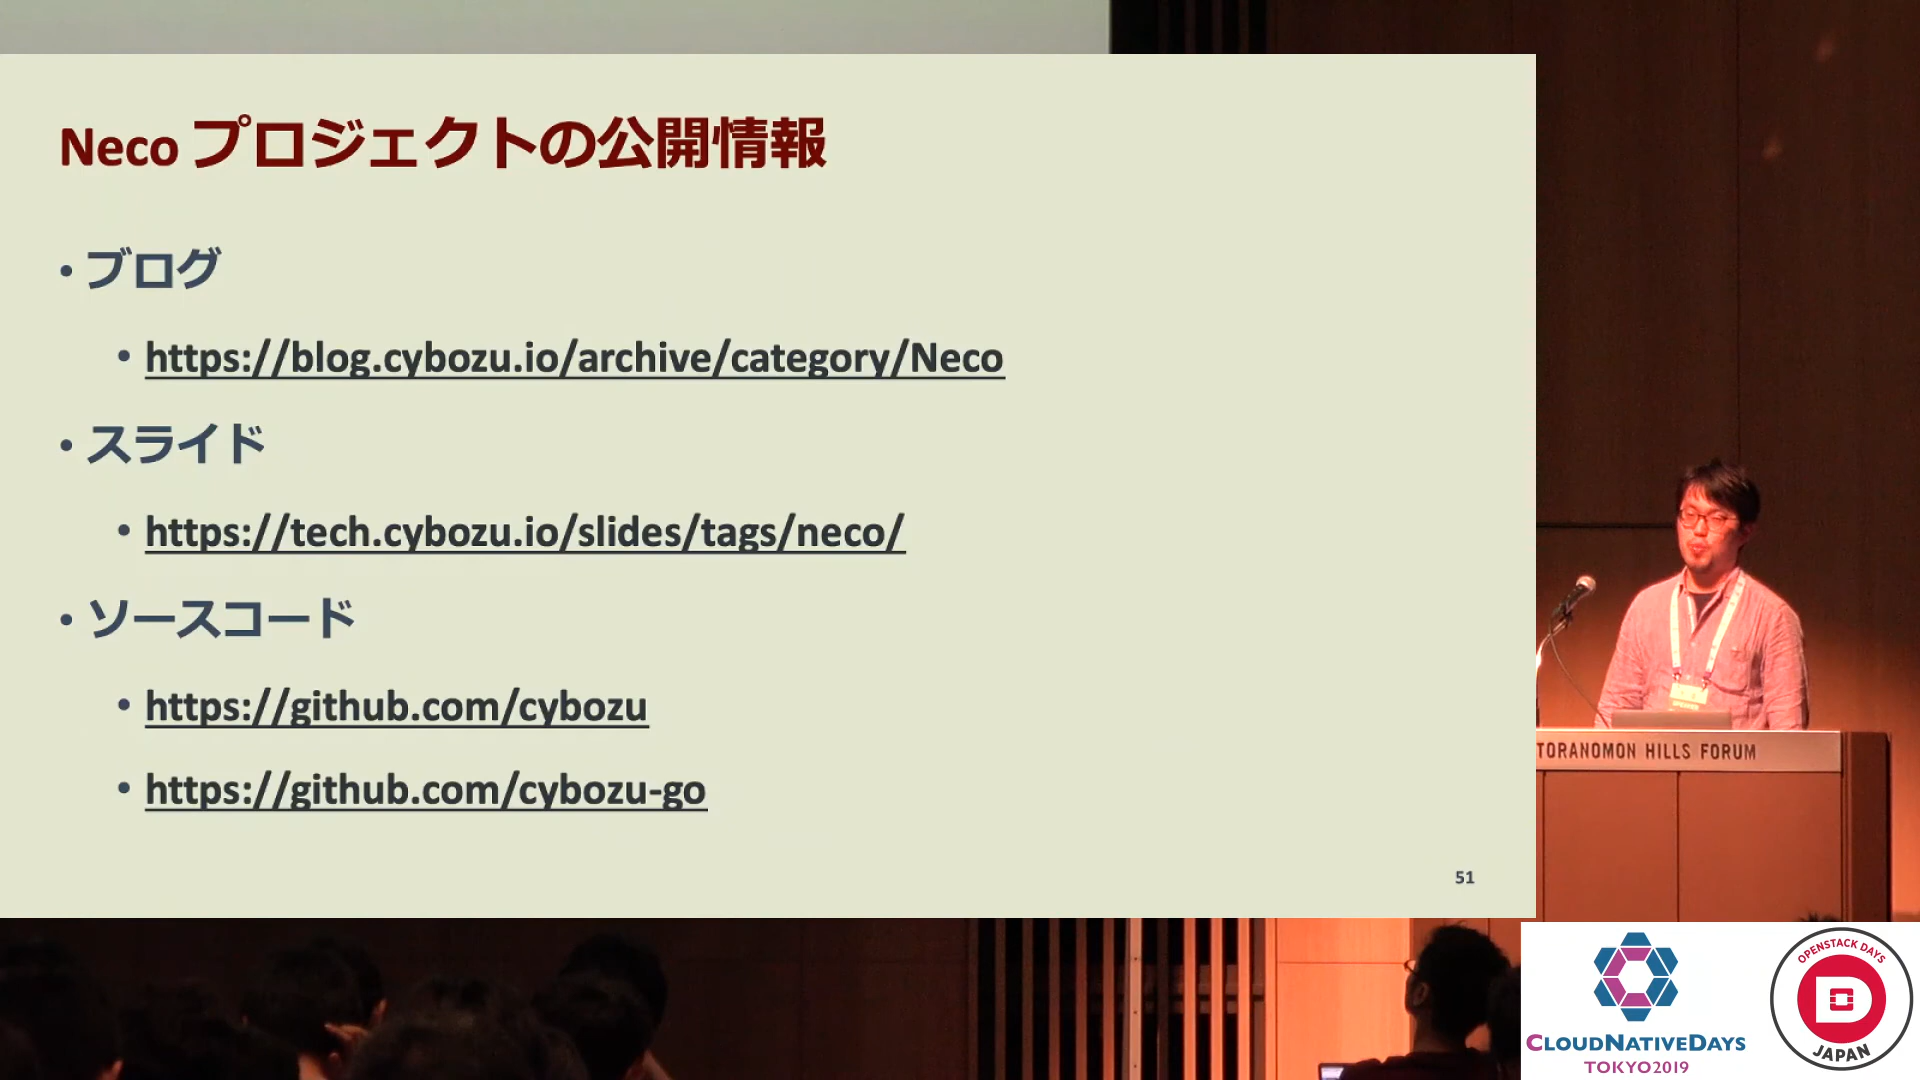 Neco プロジェクトの公開情報
• ブログ
• https://blog.cybozu.io/archive/category/Neco
• スライド
• https://tech.cybozu.io/slides/tags/neco/
• ソースコード
• https://github.com/cybozu
• https://github.com/cybozu-go
51
TORANOMON HILLS FORUM
CLOUDNATIVEDAYS
TOKYO2019
OPENSTACK DAYS
JAPAN